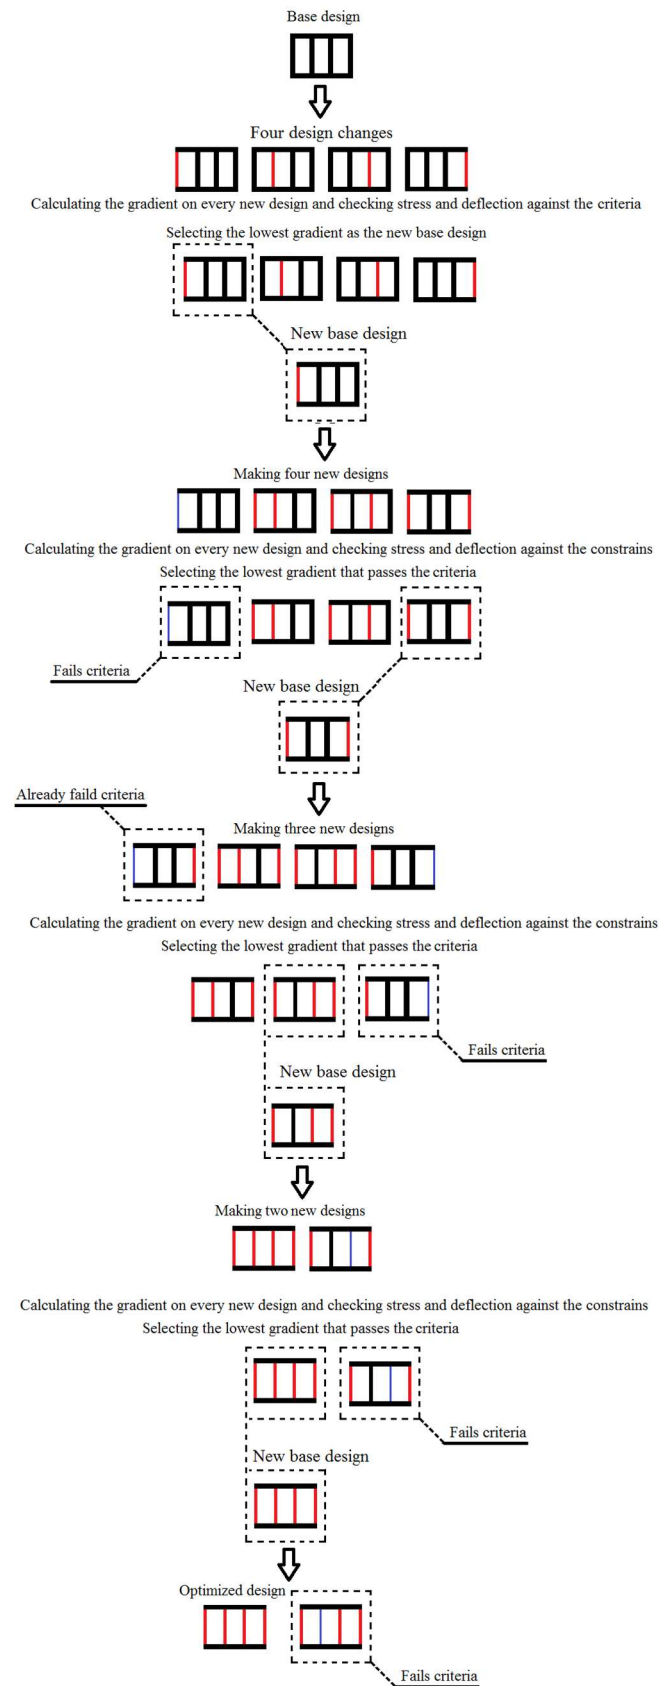 Base design
Four design changes
Calculating the gradient on every new design and checking stress and deflection against the criteria
Selecting the lowest gradient as the new base design
New base design
Making four new designs
Calculating the gradient on every new design and checking stress and deflection against the constrains
Selecting the lowest gradient that passes the criteria
Fails criteria
New base design
Already faild criteria
Making three new designs
Calculating the gradient on every new design and checking stress and deflection against the constrains
Selecting the lowest gradient that passes the criteria
Fails criteria
New base design
Making two new designs
Calculating the gradient on every new design and checking stress and deflection against the constrains
Selecting the lowest gradient that passes the criteria
Fails criteria
New base design
Optimized design
Fails criteria